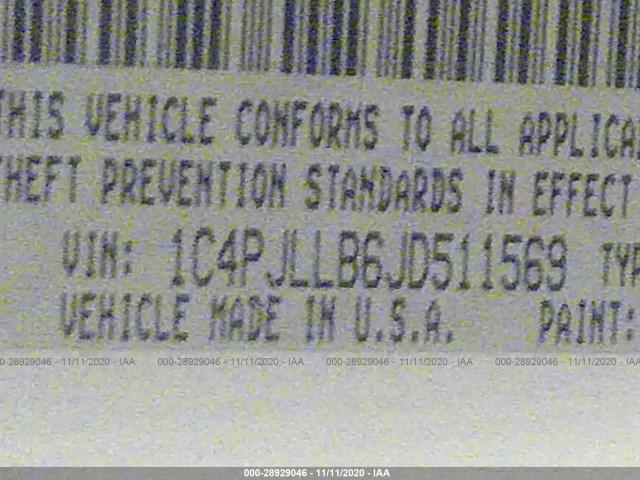 THIS VEHICLE CONFORMS TO ALL APPLICA
THEFT PREVENTION STANDARDS IN EFFECT
VIN: 1C4PJLLB6JD511569 TYP
VEHICLE MADE IN U.S.A. PAINT:
000-28929046 - 11/11/2020 - IAA 000-28929046 - 11/11/2020 - IAA 000-28929046 - 11/11/2020 - IAA 000-28929046 - 11/11/2020 - IAA
000-28929046 - 11/11/2020 - IAA